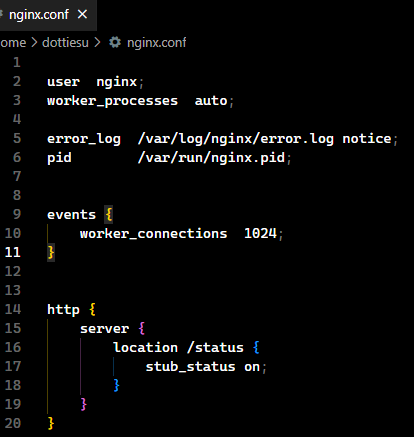 nginx.conf ×
ome > dottiesu > nginx.conf
1
2 user  nginx;
3 worker_processes  auto;
4
5 error_log  /var/log/nginx/error.log notice;
6 pid        /var/run/nginx.pid;
7
8
9 events {
10     worker_connections  1024;
11 }
12
13
14 http {
15     server {
16         location /status {
17             stub_status on;
18         }
19     }
20 }